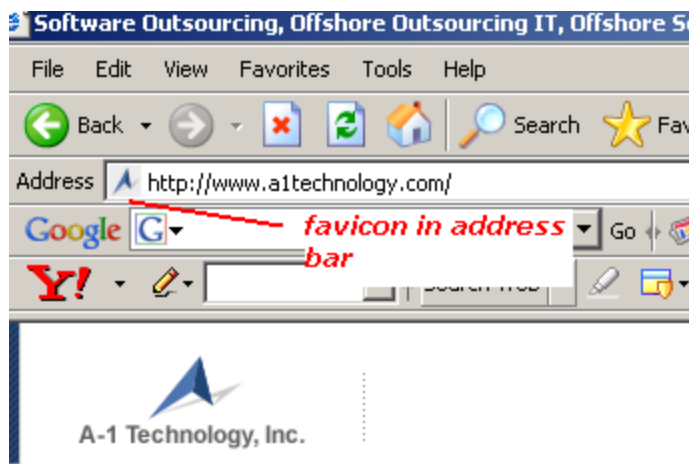 Software Outsourcing, Offshore Outsourcing IT, Offshore S
File Edit View Favorites Tools Help
Back Search Fav
Address http://www.a1technology.com/
Google G favicon in address Go
bar
Y!
A-1 Technology, Inc.